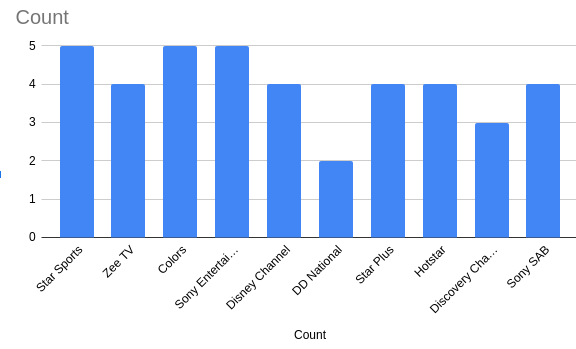 Count
5
4
3
2
1
0
Star Sports
Zee TV
Colors
Sony Entertai...
Disney Channel
DD National
Star Plus
Hotstar
Discovery Cha...
Sony SAB
Count